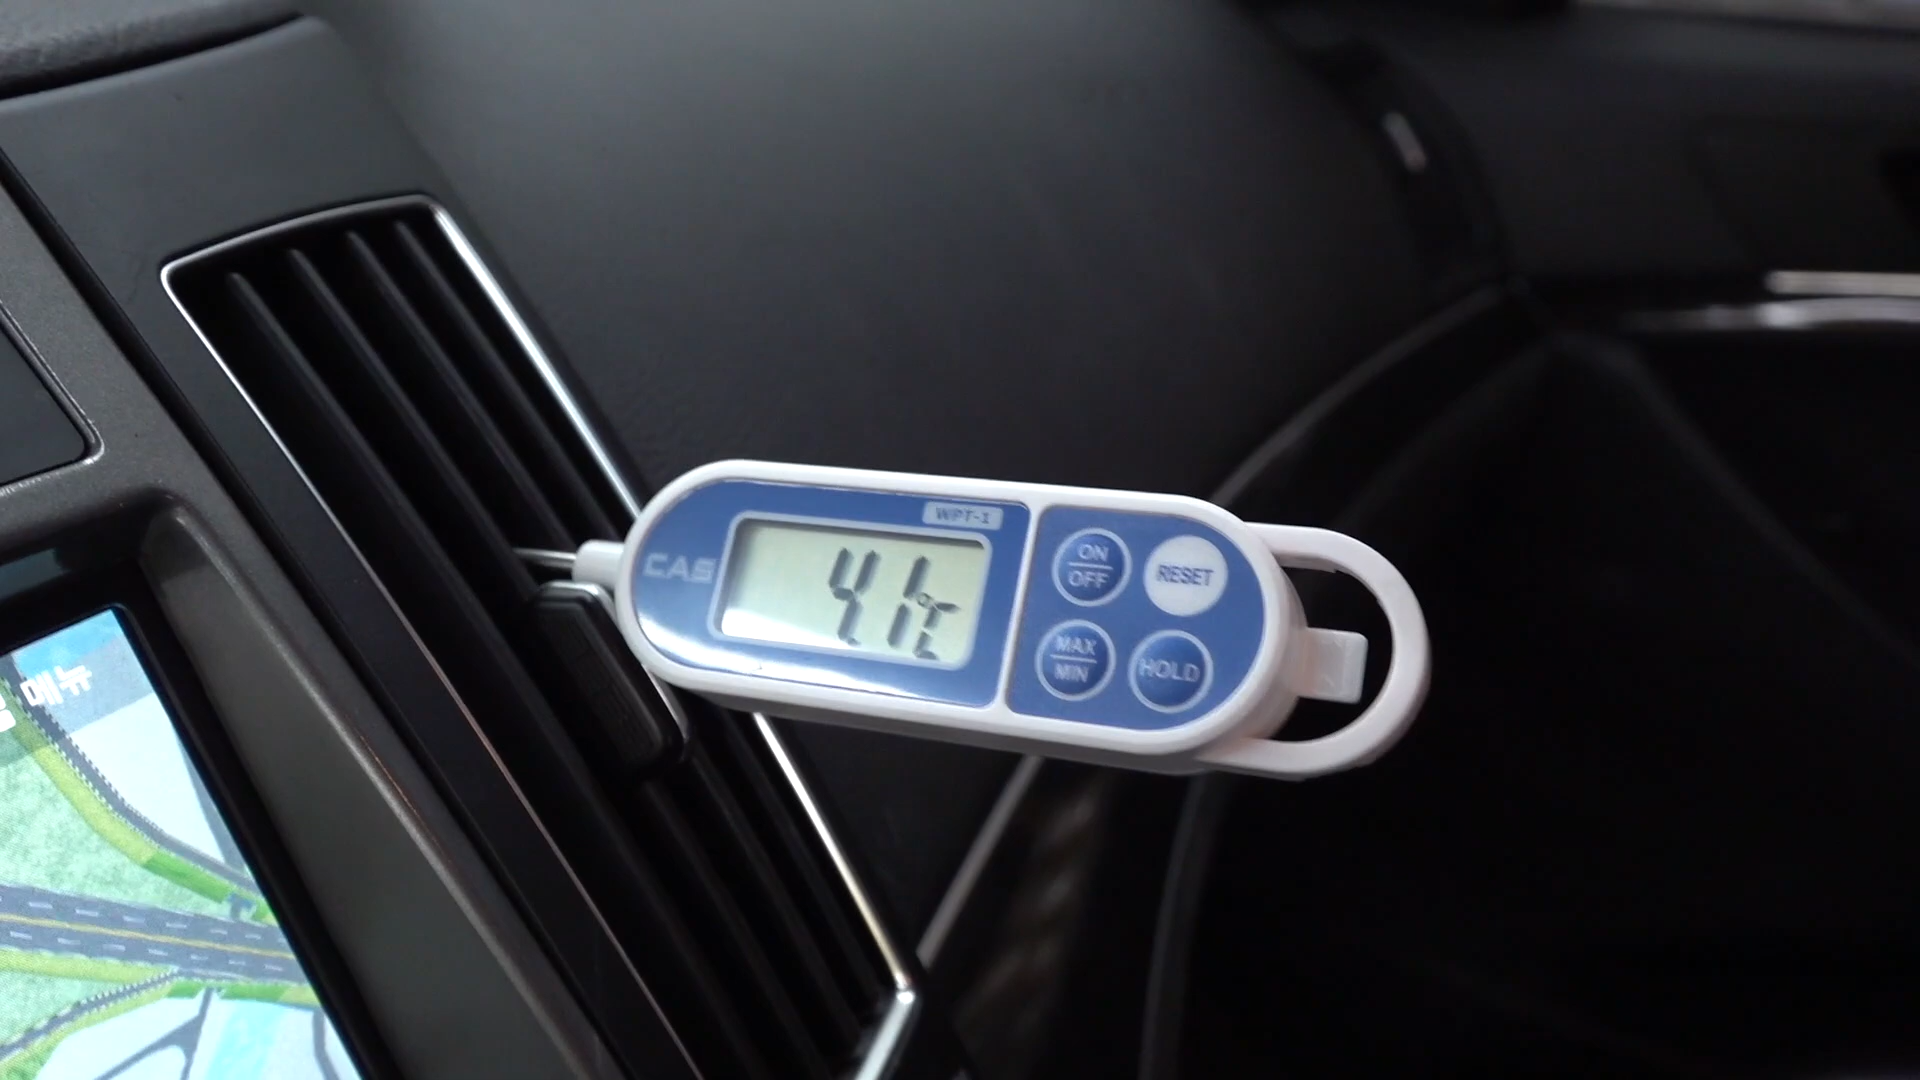 메뉴
CAS
WPT-1
4.1℃
ON
OFF
RESET
MAX
MIN
HOLD